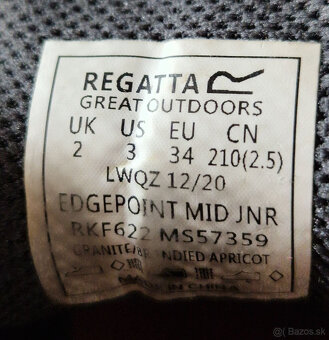 REGATTA
GREAT OUTDOORS
UK US EU CN
2 3 34 210(2.5)
LWQZ 12/20
EDGEPOINT MID JNR
RKF622 MS57359
GRANITE/BRANDIED APRICOT
MADE IN CHINA
Bazos.sk